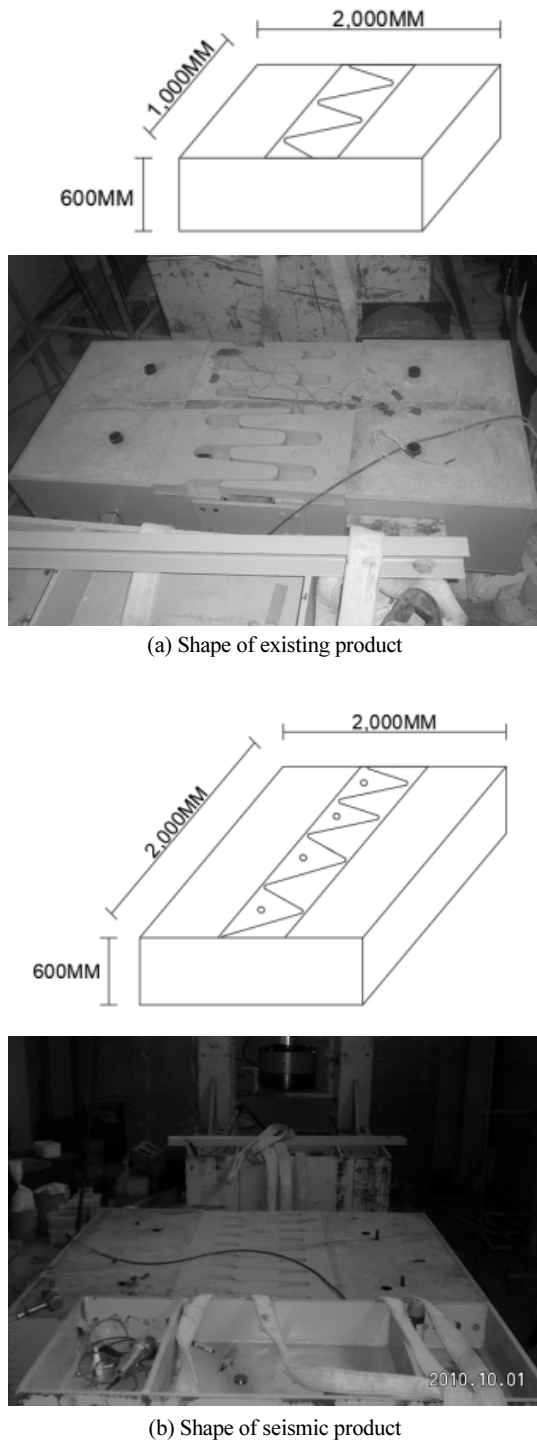 2,000MM
1,000MM
600MM
(a) Shape of existing product
2,000MM
2,000MM
600MM
2010.10.01
(b) Shape of seismic product